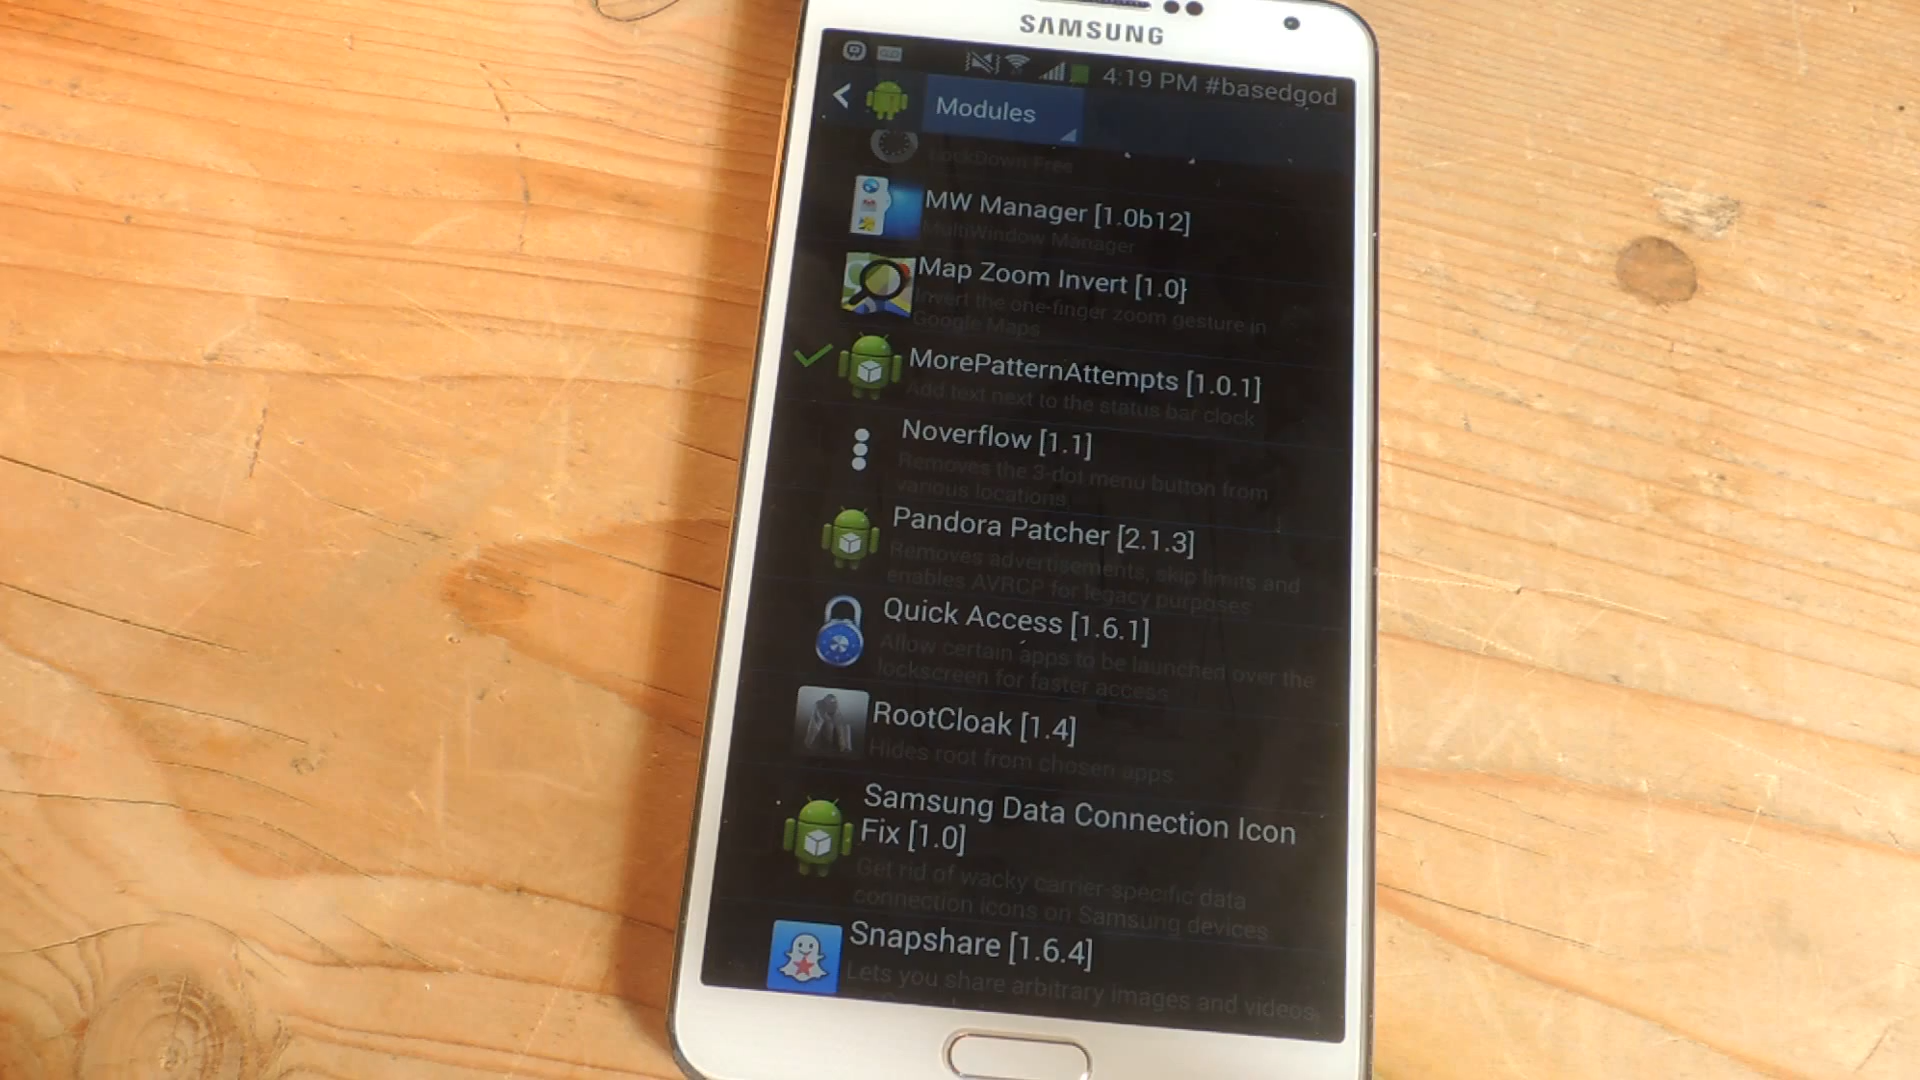 SAMSUNG
4:19 PM #basedgod
Modules
LockDown Free
MW Manager [1.0b12]
MultiWindow Manager
Map Zoom Invert [1.0]
Invert the one-finger zoom gesture in
Google Maps
MorePatternAttempts [1.0.1]
Add text next to the status bar clock
Noverflow [1.1]
Removes the 3-dot menu button from
various locations.
Pandora Patcher [2.1.3]
Removes advertisements, skip limits and
enables AVRCP for legacy purposes
Quick Access [1.6.1]
Allow certain apps to be launched over the
lockscreen for faster access
RootCloak [1.4]
Hides root from chosen apps
Samsung Data Connection Icon
Fix [1.0]
Get rid of wacky carrier-specific data
connection icons on Samsung devices
Snapshare [1.6.4]
Lets you share arbitrary images and videos